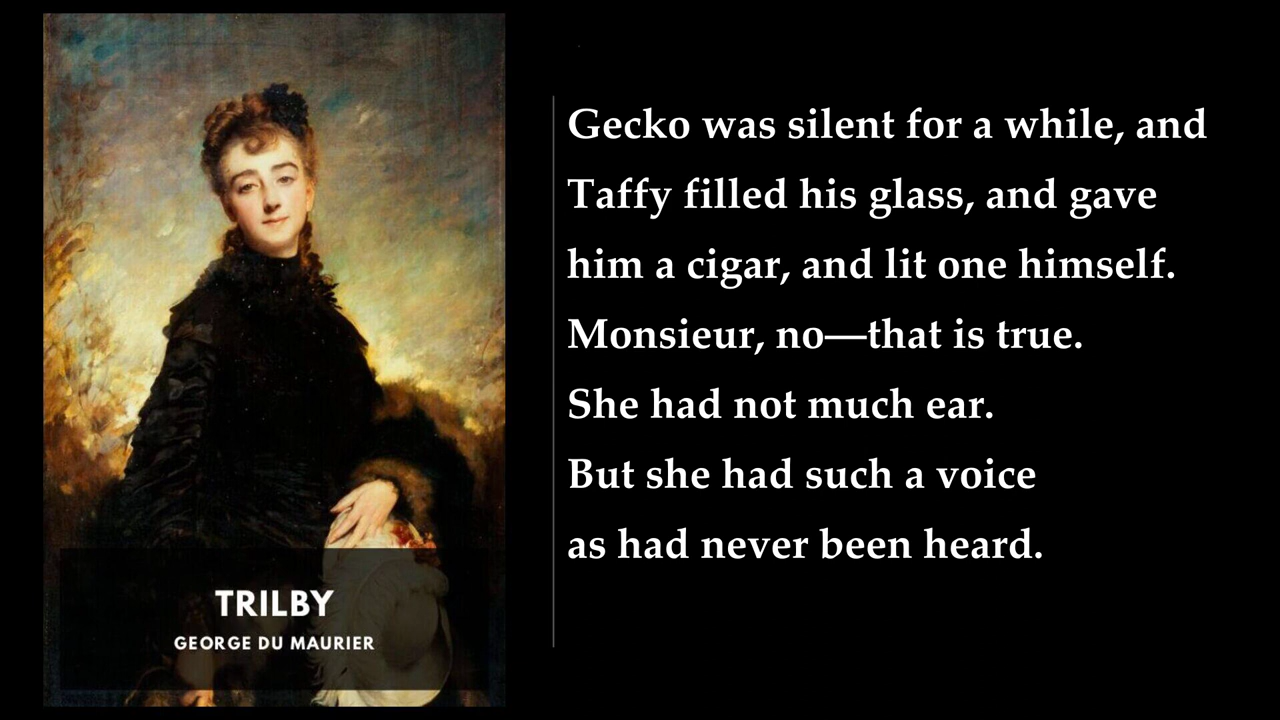 TRILBY
GEORGE DU MAURIER
Gecko was silent for a while, and
Taffy filled his glass, and gave
him a cigar, and lit one himself.
Monsieur, no—that is true.
She had not much ear.
But she had such a voice
as had never been heard.